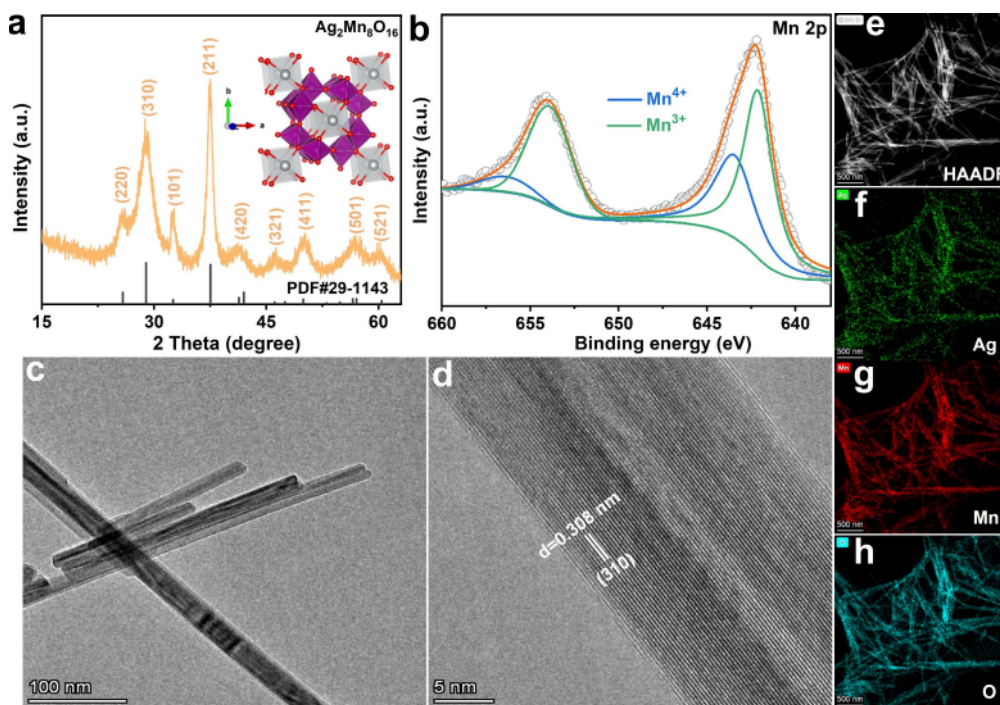 a
Ag₂Mn₈O₁₆
(220)
(310)
(101)
(211)
(420)
(321)
(411)
(501)
(521)
b
a
PDF#29-1143
Intensity (a.u.)
15 30 45 60
2 Theta (degree)
b
Mn 2p
Mn⁴⁺
Mn³⁺
Intensity (a.u.)
660 655 650 645 640
Binding energy (eV)
c
100 nm
d
d=0.308 nm
(310)
5 nm
e
500 nm
HAADF
Ag
f
500 nm
Ag
Mn
g
500 nm
Mn
O
h
500 nm
O